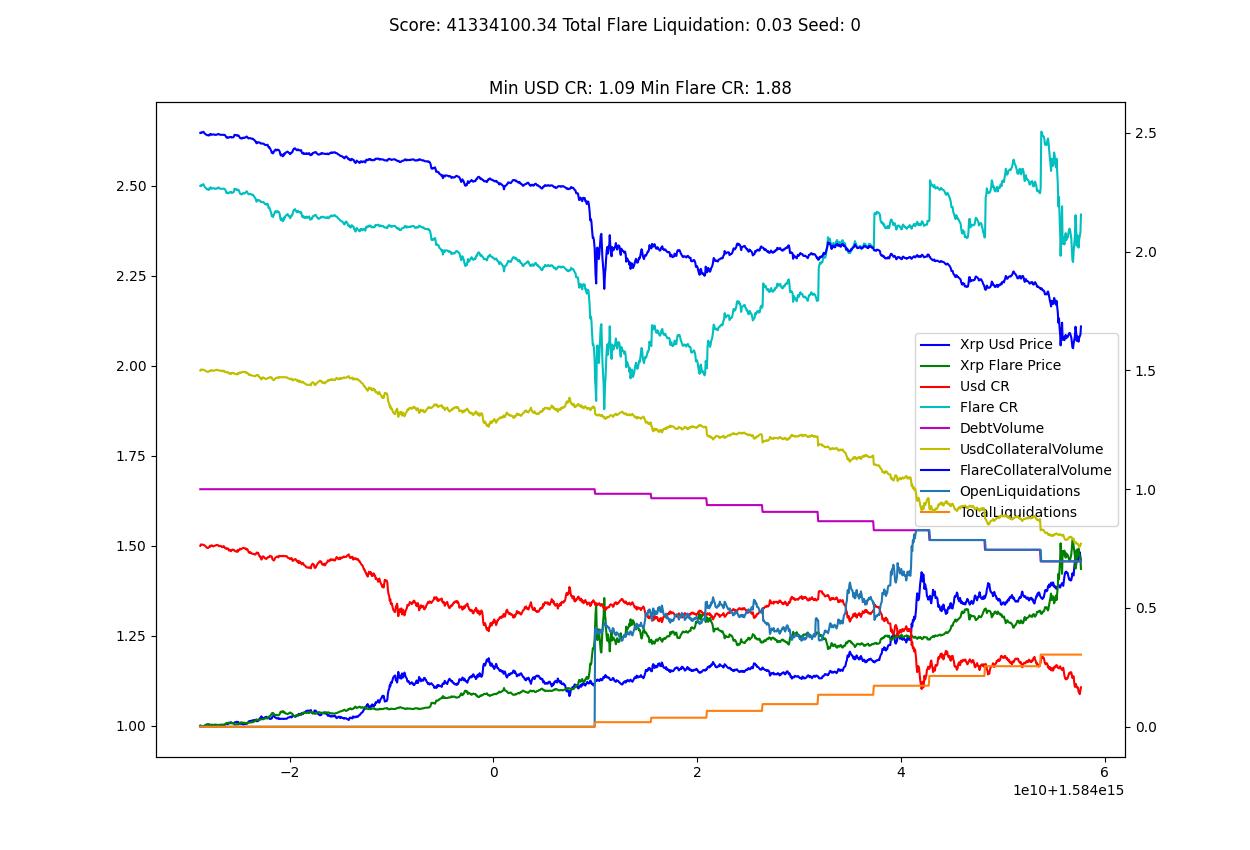 Score: 41334100.34 Total Flare Liquidation: 0.03 Seed: 0
Min USD CR: 1.09 Min Flare CR: 1.88
2.50
2.25
2.00
1.75
1.50
1.25
1.00
2.5
2.0
1.5
1.0
0.5
0.0
Xrp Usd Price
Xrp Flare Price
Usd CR
Flare CR
DebtVolume
UsdCollateralVolume
FlareCollateralVolume
OpenLiquidations
TotalLiquidations
−2 0 2 4 6
1e10+1.584e15